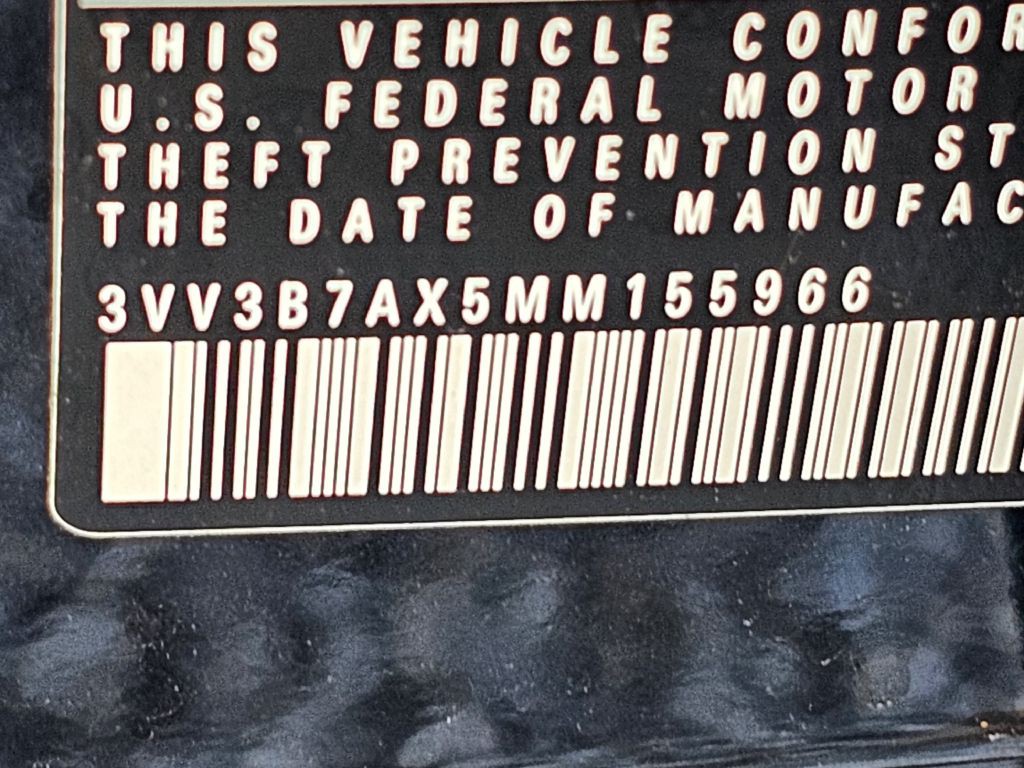 THIS VEHICLE CONFOR
U.S. FEDERAL MOTOR
THEFT PREVENTION ST
THE DATE OF MANUFAC
3VV3B7AX5MM155966